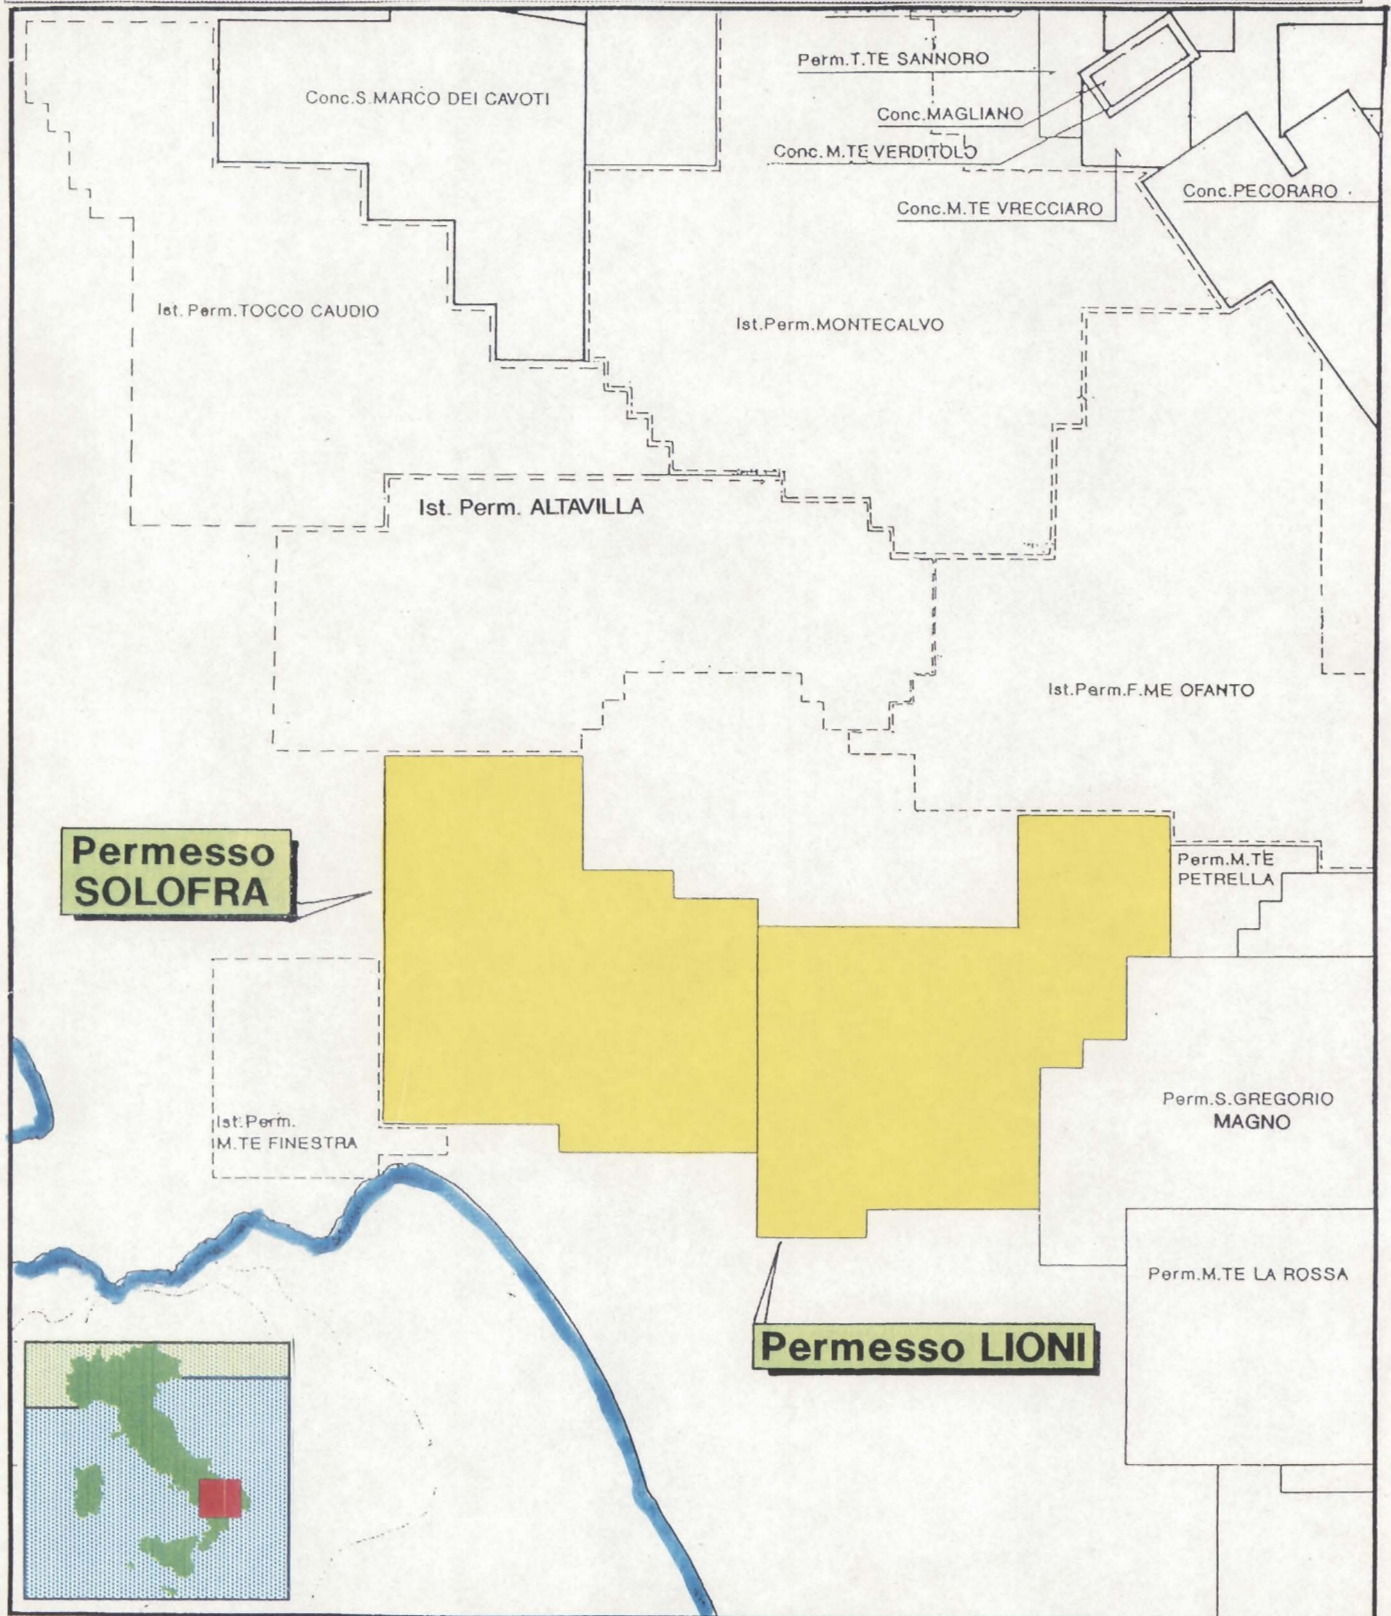 Perm.T.TE SANNORO
Conc.S.MARCO DEI CAVOTI
Conc.MAGLIANO
Conc.M.TE VERDITOLO
Conc.PECORARO
Conc.M.TE VRECCIARO
Ist.Perm.TOCCO CAUDIO
Ist.Perm.MONTECALVO
Ist. Perm. ALTAVILLA
Ist.Perm.F.ME OFANTO
Permesso
SOLOFRA
Perm.M.TE
PETRELLA
Ist.Perm.
M.TE FINESTRA
Perm.S.GREGORIO
MAGNO
Perm.M.TE LA ROSSA
Permesso LIONI